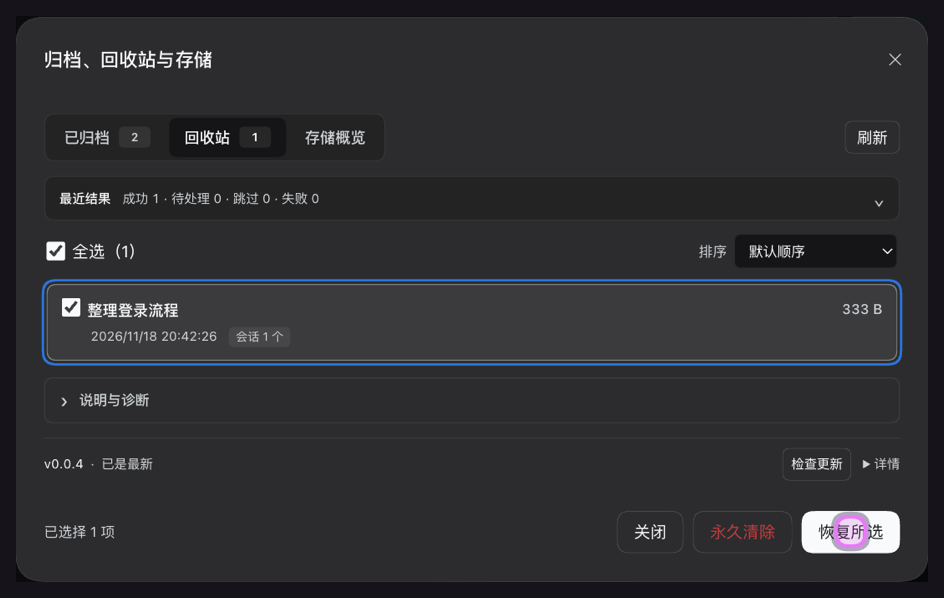 归档、回收站与存储
已归档 2 回收站 1 存储概览 刷新
最近结果 成功 1 · 待处理 0 · 跳过 0 · 失败 0
全选（1） 排序 默认顺序
整理登录流程 333 B
2026/11/18 20:42:26 会话 1 个
说明与诊断
v0.0.4 · 已是最新 检查更新 详情
已选择 1 项 关闭 永久清除 恢复所选